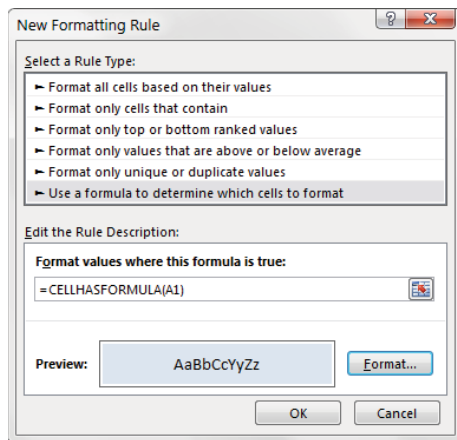 New Formatting Rule
Select a Rule Type:
► Format all cells based on their values
► Format only cells that contain
► Format only top or bottom ranked values
► Format only values that are above or below average
► Format only unique or duplicate values
► Use a formula to determine which cells to format
Edit the Rule Description:
Format values where this formula is true:
=CELLHASFORMULA(A1)
Preview: AaBbCcYyZz Format...
OK Cancel